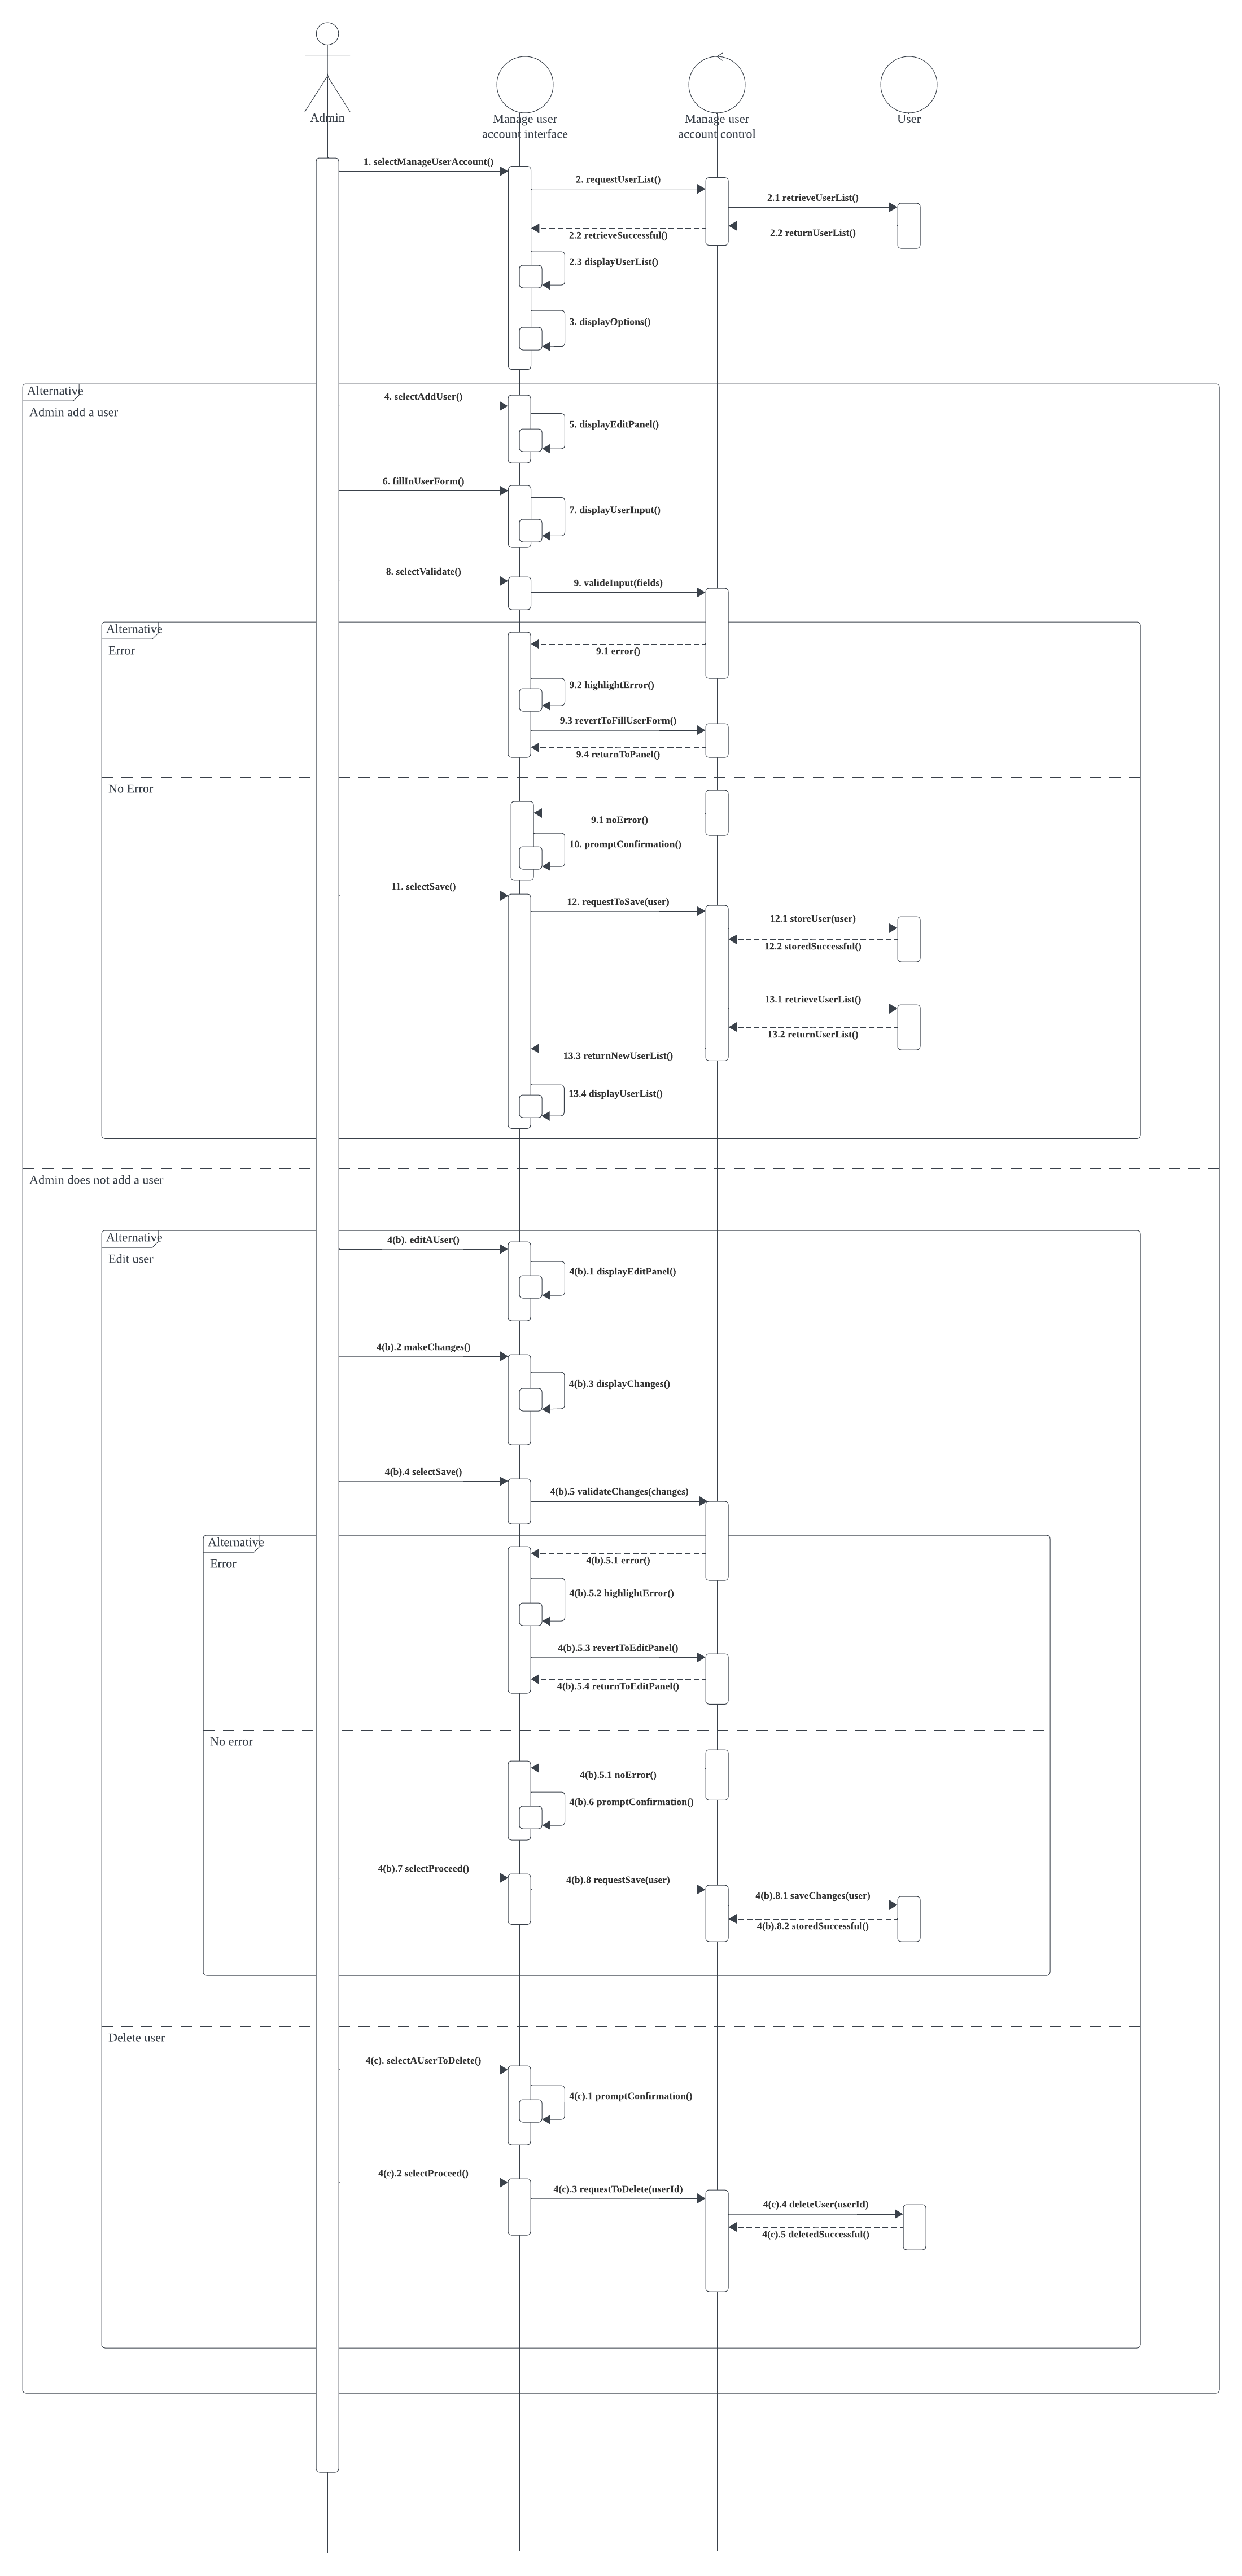 Admin
Manage user
account interface
Manage user
account control
User
1. selectManageUserAccount()
2. requestUserList()
2.1 retrieveUserList()
2.2 returnUserList()
2.2 retrieveSuccessful()
2.3 displayUserList()
3. displayOptions()
Alternative
Admin add a user
4. selectAddUser()
5. displayEditPanel()
6. fillInUserForm()
7. displayUserInput()
8. selectValidate()
9. valideInput(fields)
Alternative
Error
9.1 error()
9.2 highlightError()
9.3 revertToFillUserForm()
9.4 returnToPanel()
No Error
9.1 noError()
10. promptConfirmation()
11. selectSave()
12. requestToSave(user)
12.1 storeUser(user)
12.2 storedSuccessful()
13.1 retrieveUserList()
13.2 returnUserList()
13.3 returnNewUserList()
13.4 displayUserList()
Admin does not add a user
Alternative
Edit user
4(b). editAUser()
4(b).1 displayEditPanel()
4(b).2 makeChanges()
4(b).3 displayChanges()
4(b).4 selectSave()
4(b).5 validateChanges(changes)
Alternative
Error
4(b).5.1 error()
4(b).5.2 highlightError()
4(b).5.3 revertToEditPanel()
4(b).5.4 returnToEditPanel()
No error
4(b).5.1 noError()
4(b).6 promptConfirmation()
4(b).7 selectProceed()
4(b).8 requestSave(user)
4(b).8.1 saveChanges(user)
4(b).8.2 storedSuccessful()
Delete user
4(c). selectAUserToDelete()
4(c).1 promptConfirmation()
4(c).2 selectProceed()
4(c).3 requestToDelete(userId)
4(c).4 deleteUser(userId)
4(c).5 deletedSuccessful()